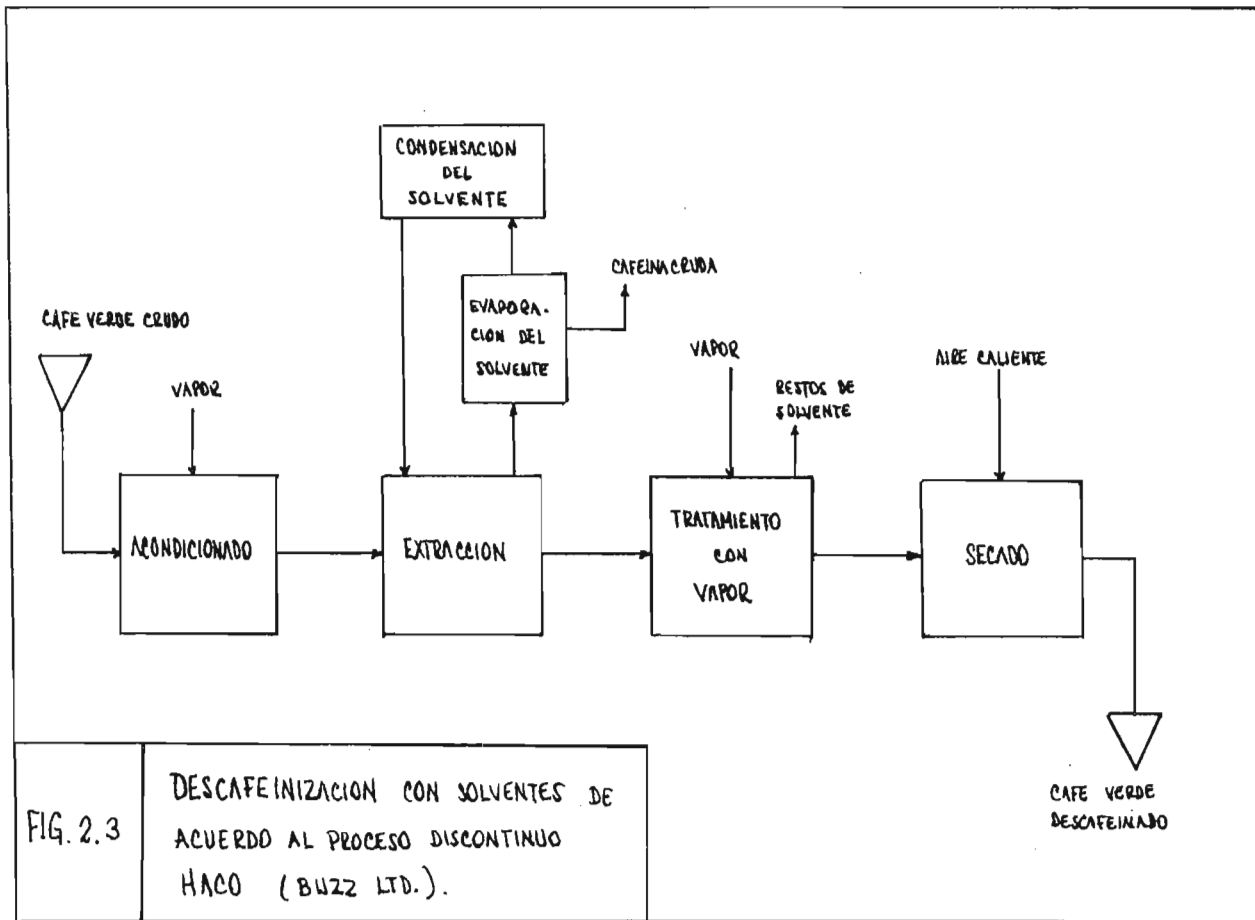 CONDENSACION
DEL
SOLVENTE
CAFEINA CRUDA
EVAPORA-
CION DEL
SOLVENTE
CAFE VERDE CRUDO
VAPOR
VAPOR
RESTOS DE
SOLVENTE
AIRE CALIENTE
ACONDICIONADO
EXTRACCION
TRATAMIENTO
CON
VAPOR
SECADO
CAFE VERDE
DESCAFEINADO
FIG. 2.3
DESCAFEINIZACION CON SOLVENTES DE
ACUERDO AL PROCESO DISCONTINUO
HACO (BUZZ LTD.).